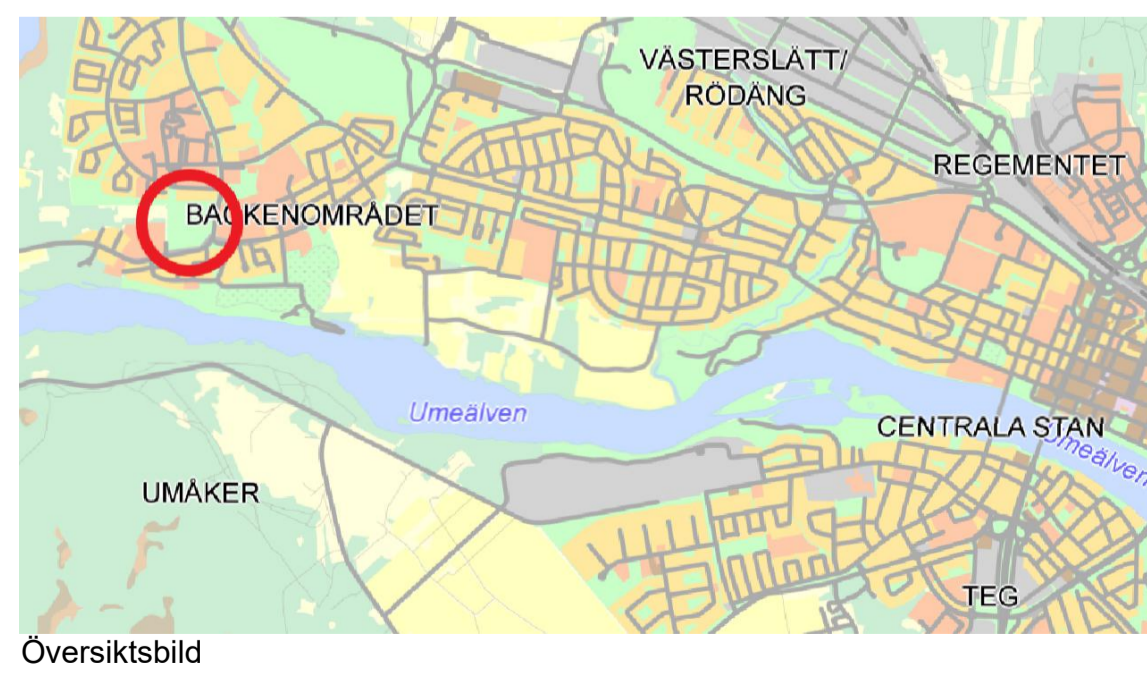 VÄSTERSLÄTT/
RÖDÄNG
REGEMENTET
BACKENOMRÅDET
Umeälven
CENTRALA STAN
Umeälven
UMÅKER
TEG
Översiktsbild